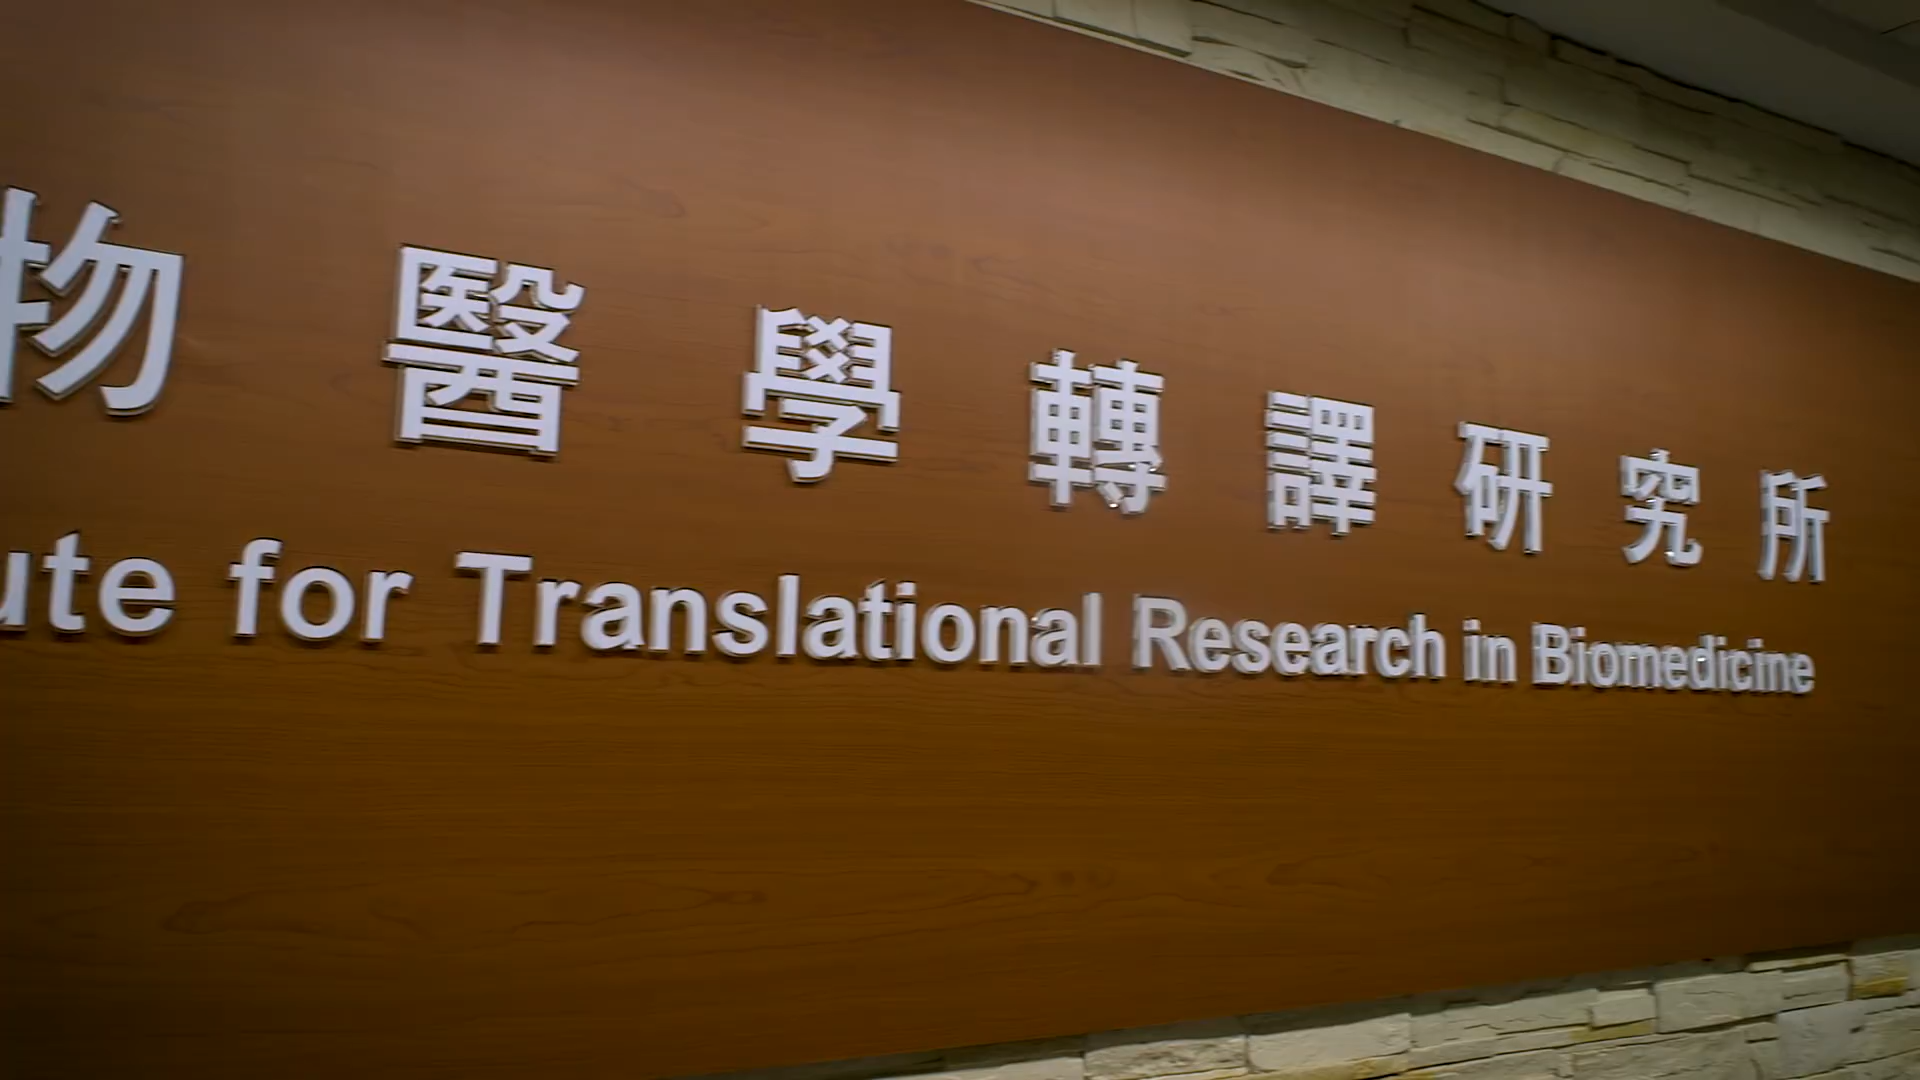 物醫學轉譯研究所
ute for Translational Research in Biomedicine